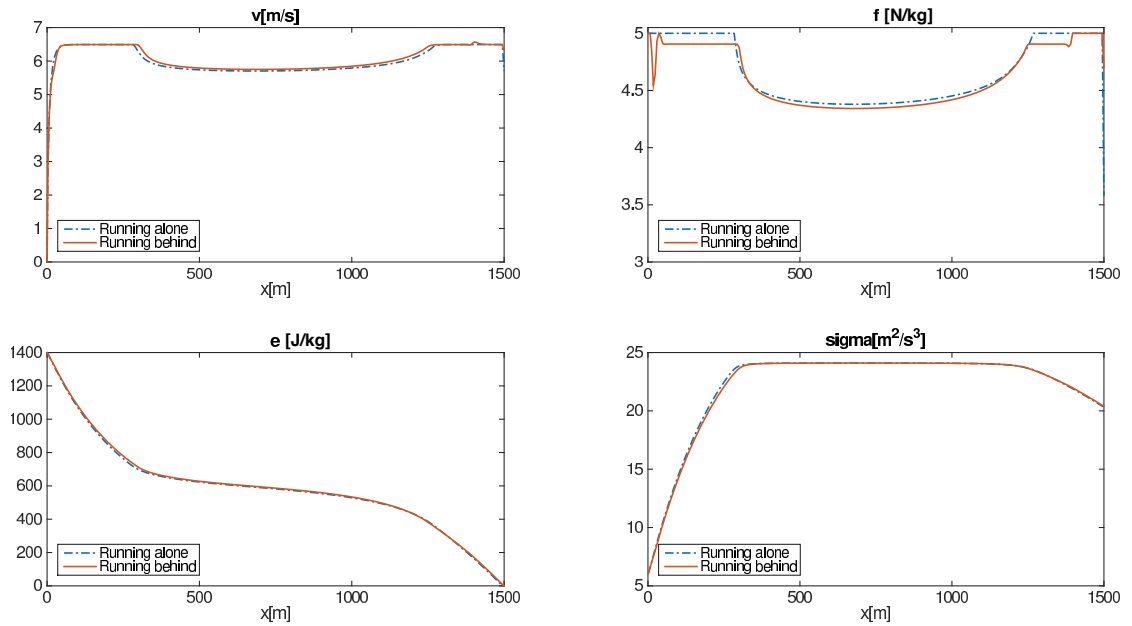 v[m/s]
7
6
5
4
3
2
1
0
0
500
1000
1500
x[m]
Running alone
Running behind
f [N/kg]
5
4.5
4
3.5
3
0
500
1000
1500
x[m]
Running alone
Running behind
e [J/kg]
1400
1200
1000
800
600
400
200
0
0
500
1000
1500
x[m]
Running alone
Running behind
sigma[m²/s³]
25
20
15
10
5
0
500
1000
1500
x[m]
Running alone
Running behind